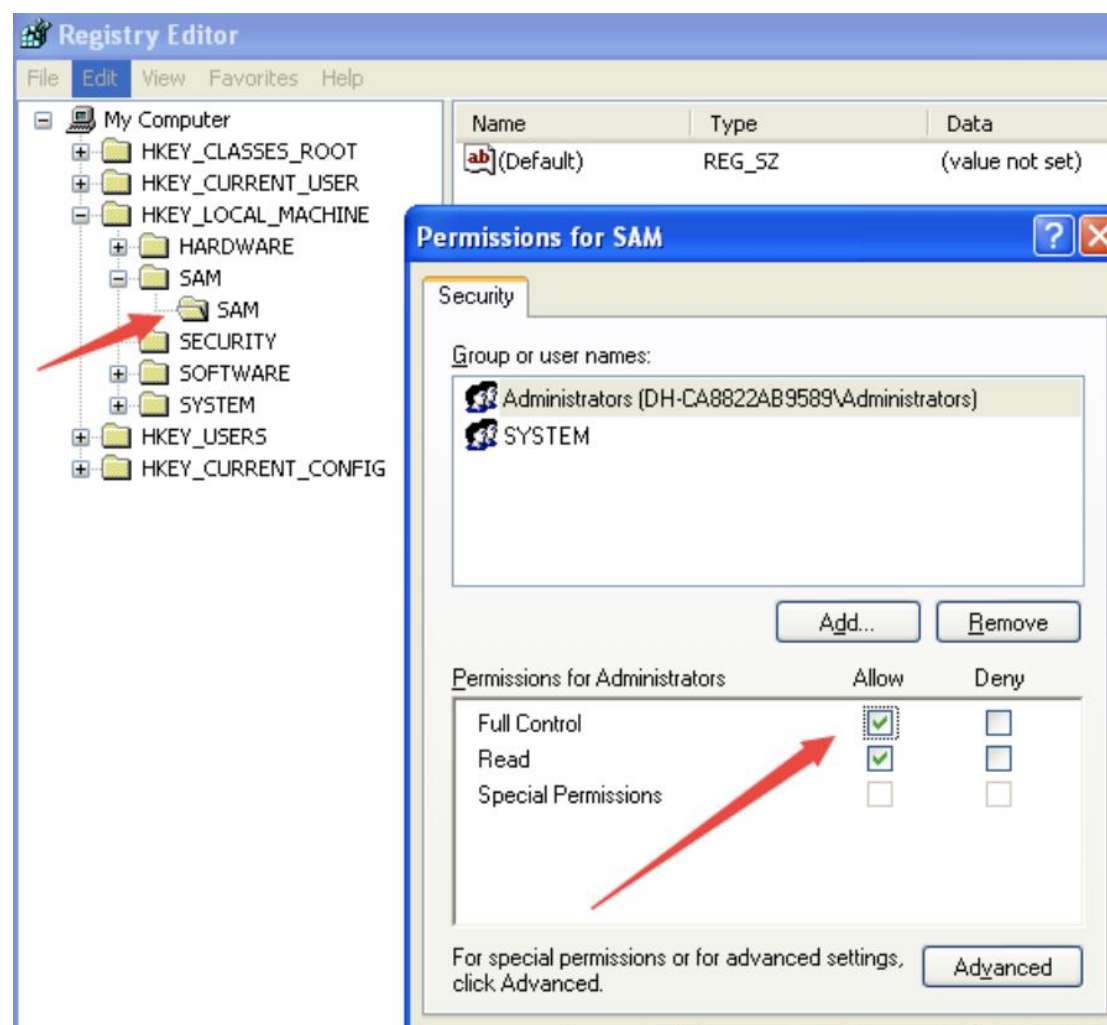 Registry Editor
File Edit View Favorites Help
My Computer
HKEY_CLASSES_ROOT
HKEY_CURRENT_USER
HKEY_LOCAL_MACHINE
HARDWARE
SAM
SAM
SECURITY
SOFTWARE
SYSTEM
HKEY_USERS
HKEY_CURRENT_CONFIG
Name Type Data
ab (Default) REG_SZ (value not set)
Permissions for SAM
Security
Group or user names:
Administrators (DH-CA8822AB9589\Administrators)
SYSTEM
Add... Remove
Permissions for Administrators Allow Deny
Full Control
Read
Special Permissions
For special permissions or for advanced settings,
click Advanced.
Advanced